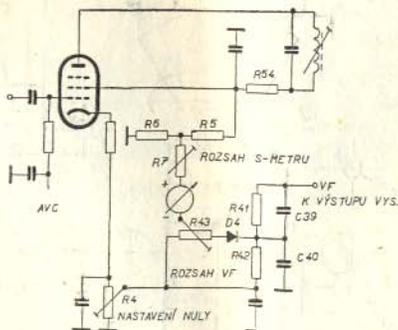 R54
R6
R5
R7
ROZSAH S-METRU
+
-
AVC
R43
D4
R41
VF
K VÝSTUPU VYS.
C39
R42
C40
ROZSAH VF
R4
NASTAVENÍ NULY